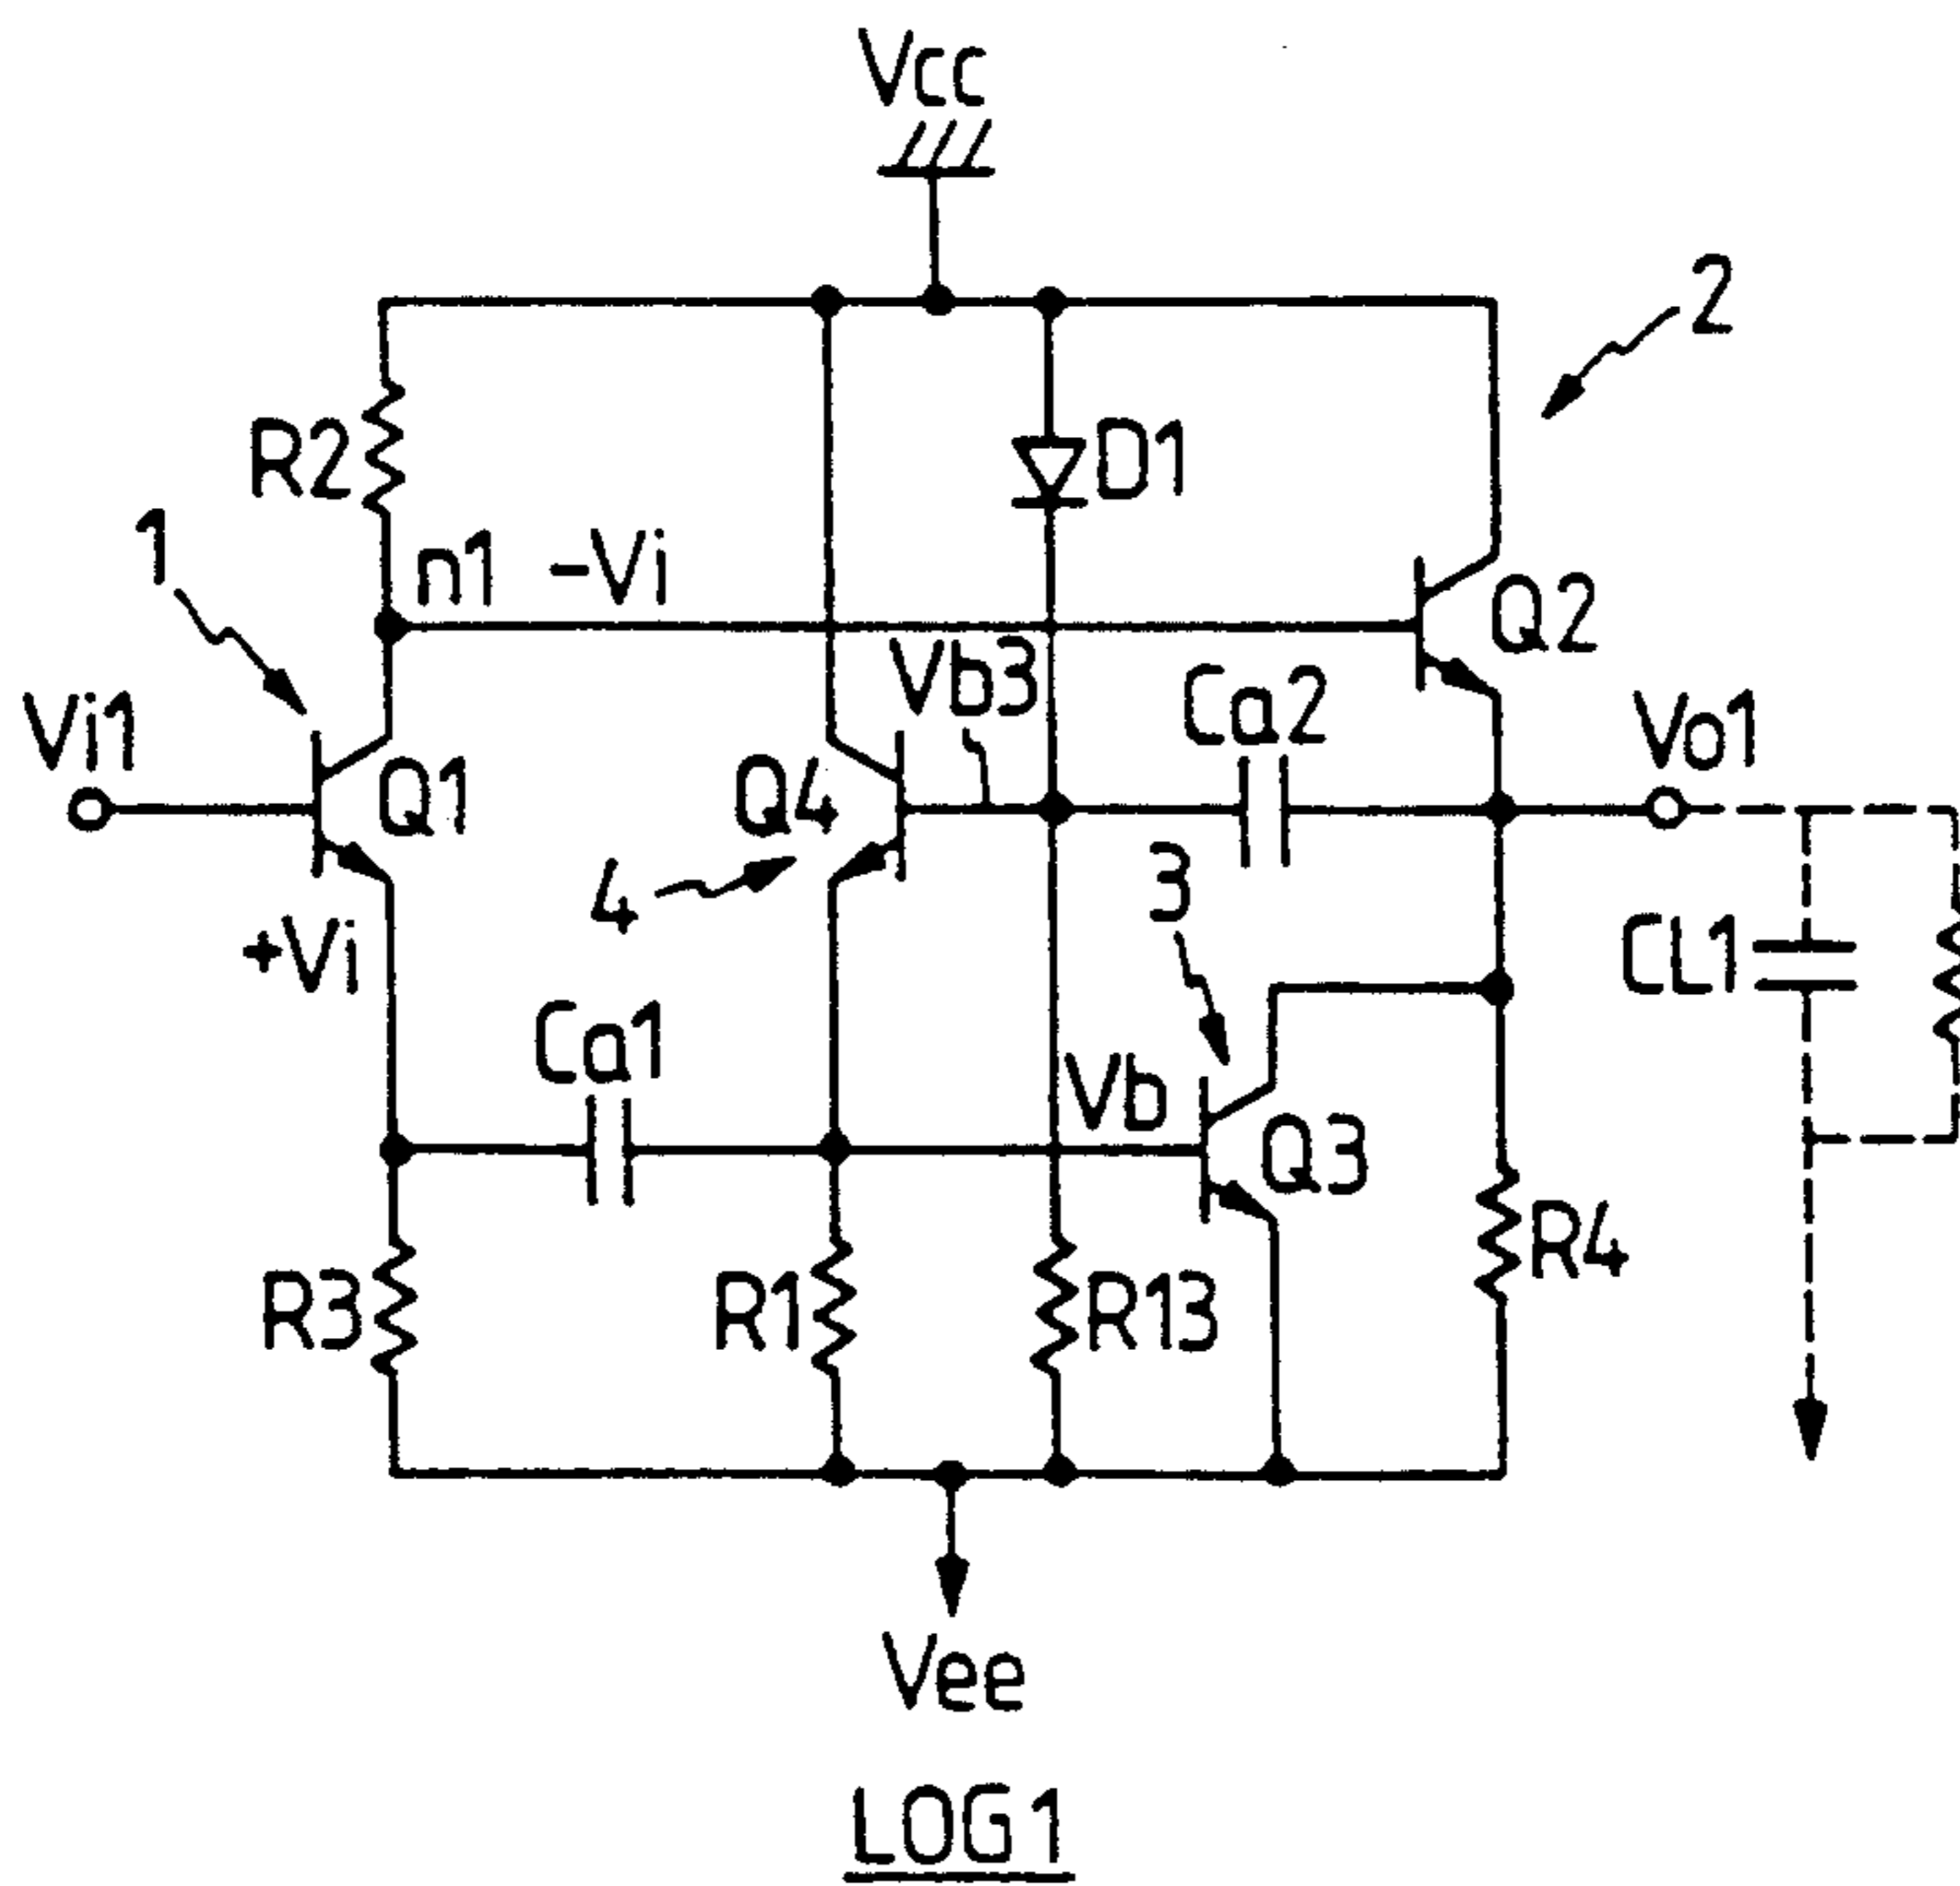 Vcc
2
R2
D1
1
n1 -Vi
Q2
Vb3
Ca2
Vi1
Vo1
Q1
Q4
4
3
+Vi
CL1
Ca1
Vb
Q3
R4
R3
R1
R13
Vee
LOG1